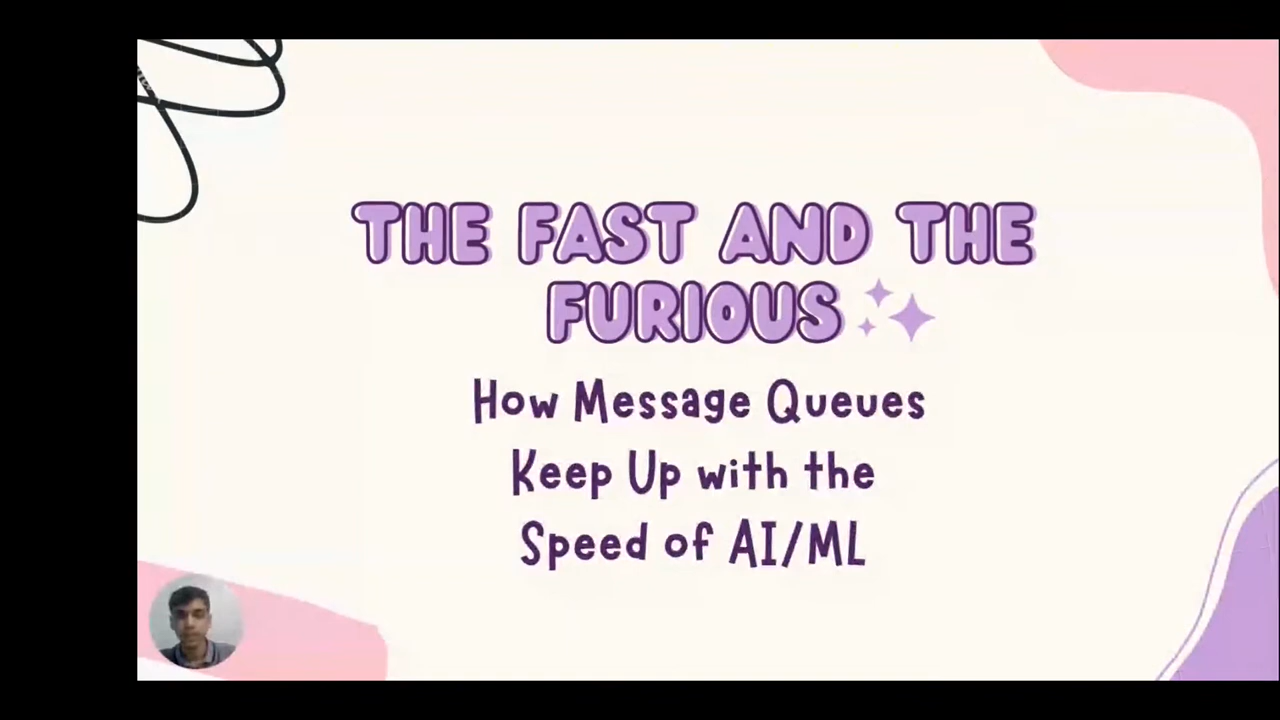 THE FAST AND THE
FURIOUS
How Message Queues
Keep Up with the
Speed of AI/ML